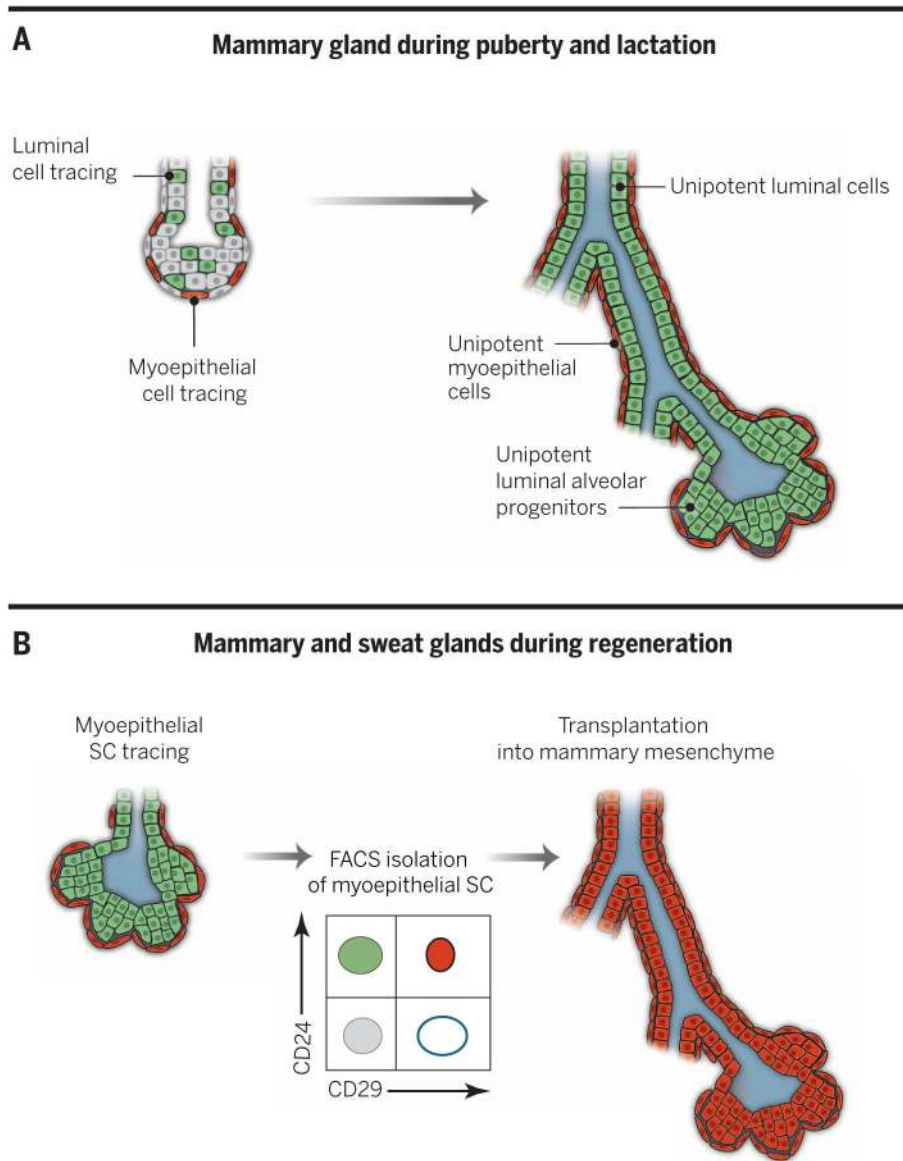 A
Mammary gland during puberty and lactation
Luminal
cell tracing
Unipotent luminal cells
Myoepithelial
cell tracing
Unipotent
myoepithelial
cells
Unipotent
luminal alveolar
progenitors
B
Mammary and sweat glands during regeneration
Myoepithelial
SC tracing
Transplantation
into mammary mesenchyme
FACS isolation
of myoepithelial SC
CD24
CD29